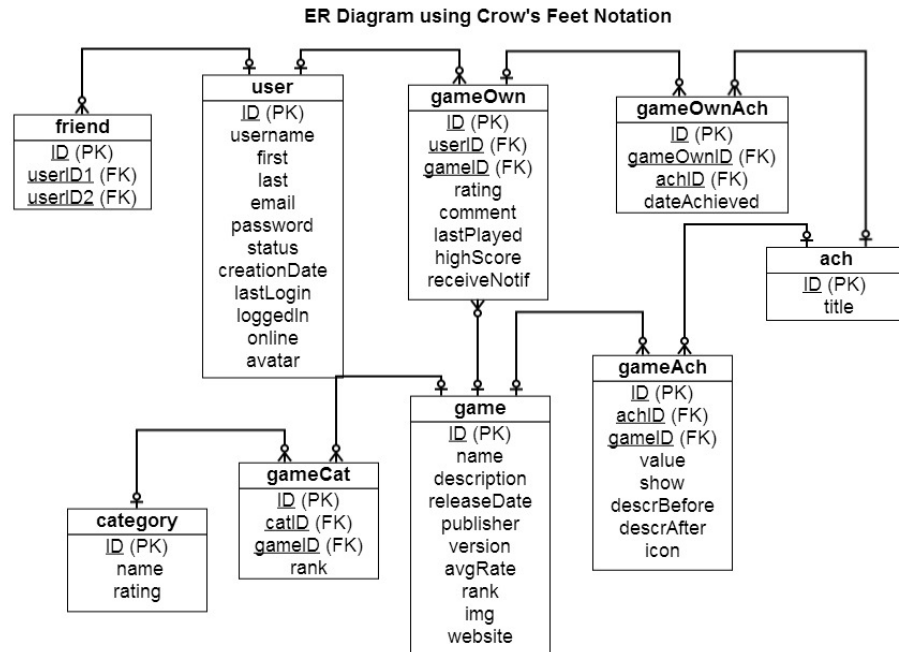 ER Diagram using Crow's Feet Notation
user
ID (PK)
username
first
last
email
password
status
creationDate
lastLogin
loggedIn
online
avatar
gameOwn
ID (PK)
userID (FK)
gameID (FK)
rating
comment
lastPlayed
highScore
receiveNotif
gameOwnAch
ID (PK)
gameOwnID (FK)
achID (FK)
dateAchieved
friend
ID (PK)
userID1 (FK)
userID2 (FK)
ach
ID (PK)
title
gameAch
ID (PK)
achID (FK)
gameID (FK)
value
show
descrBefore
descrAfter
icon
game
ID (PK)
name
description
releaseDate
publisher
version
avgRate
rank
img
website
gameCat
ID (PK)
catID (FK)
gameID (FK)
rank
category
ID (PK)
name
rating